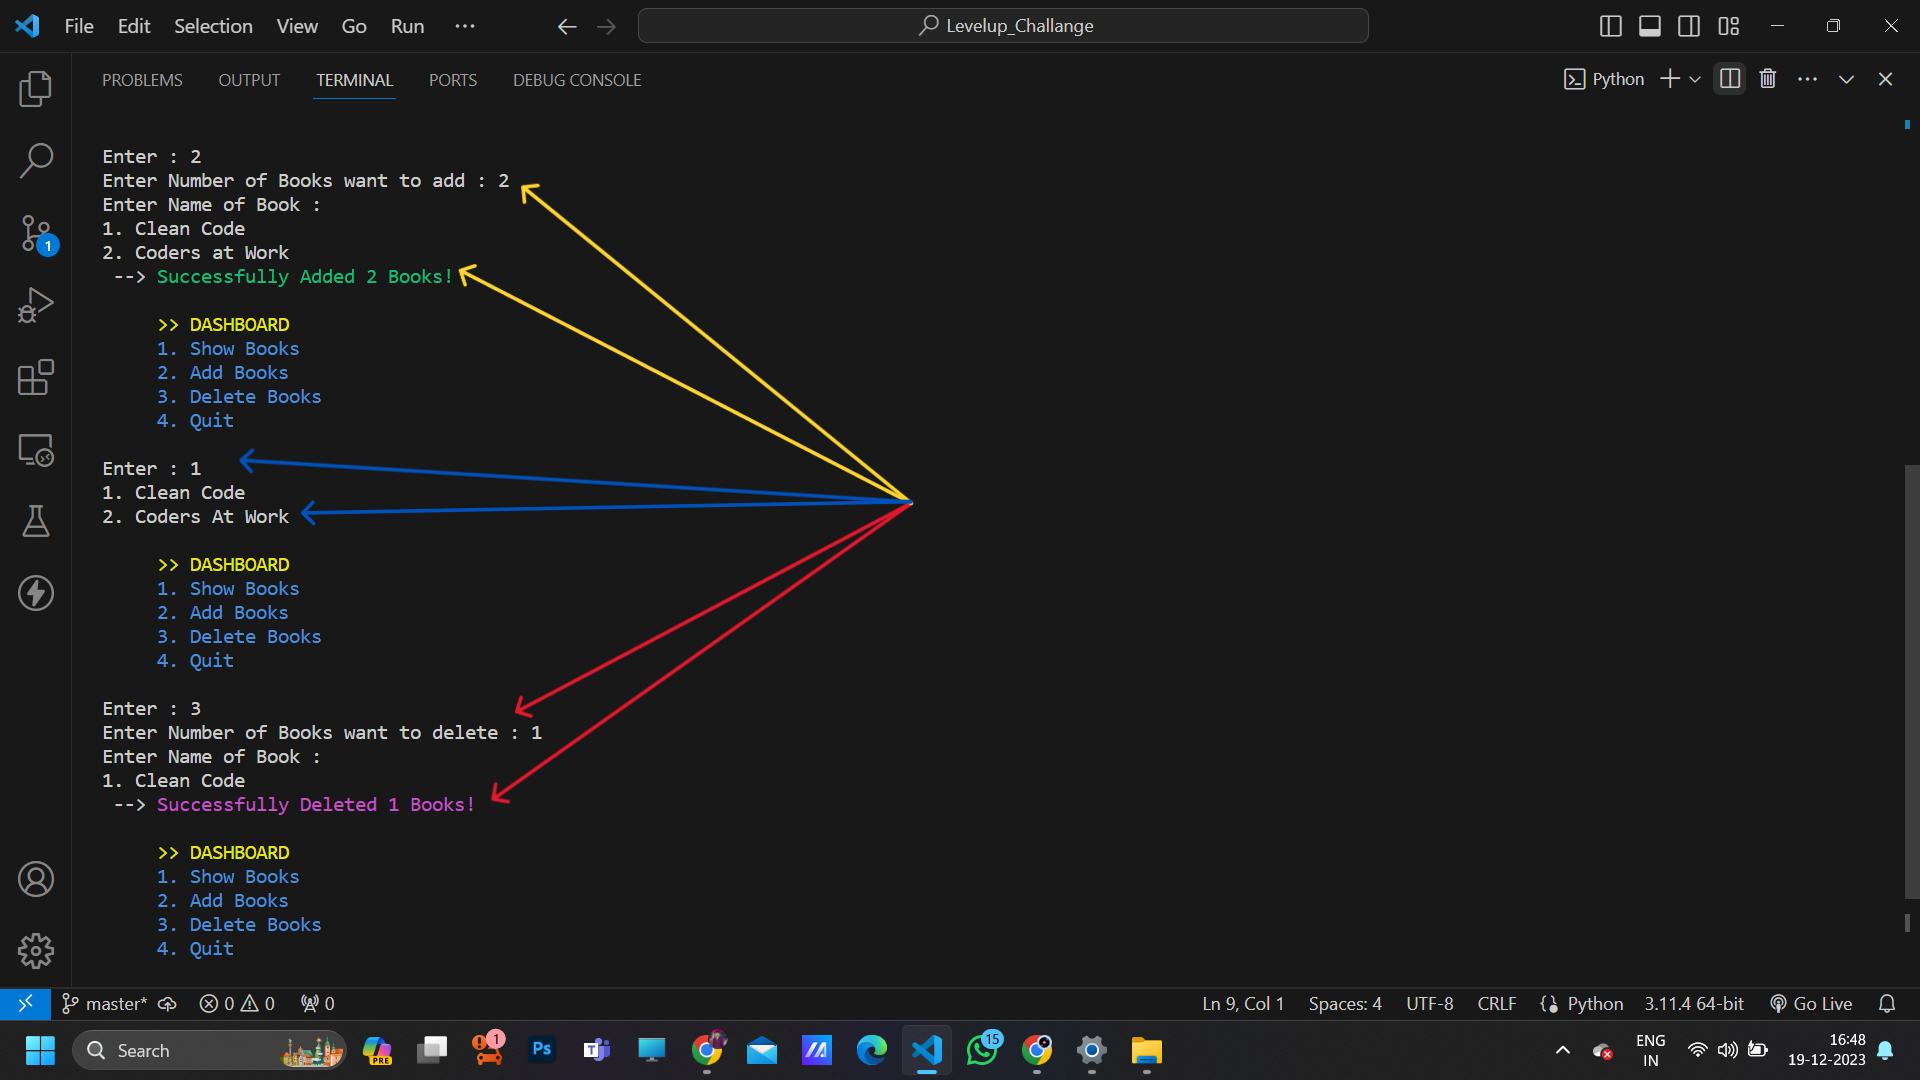 File Edit Selection View Go Run ···
Levelup_Challange
PROBLEMS OUTPUT TERMINAL PORTS DEBUG CONSOLE
Python
Enter : 2
Enter Number of Books want to add : 2
Enter Name of Book :
1. Clean Code
2. Coders at Work
--> Successfully Added 2 Books!
>> DASHBOARD
1. Show Books
2. Add Books
3. Delete Books
4. Quit
Enter : 1
1. Clean Code
2. Coders At Work
>> DASHBOARD
1. Show Books
2. Add Books
3. Delete Books
4. Quit
Enter : 3
Enter Number of Books want to delete : 1
Enter Name of Book :
1. Clean Code
--> Successfully Deleted 1 Books!
>> DASHBOARD
1. Show Books
2. Add Books
3. Delete Books
4. Quit
1
master* 0 0 0 Ln 9, Col 1 Spaces: 4 UTF-8 CRLF Python 3.11.4 64-bit Go Live
Search PRE 1 Ps T 15 ENG IN 16:48
19-12-2023